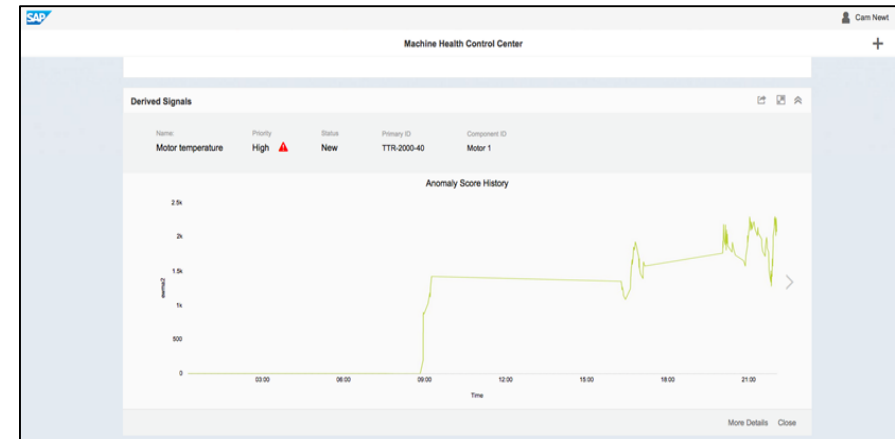 SAP
Cam Newt
Machine Health Control Center
Derived Signals
Name: Priority Status Primary ID Component ID
Motor temperature High New TTR-2000-40 Motor 1
Anomaly Score History
2.5k
2k
1.5k
1k
500
0
ewma2
03:00 06:00 09:00 12:00 15:00 18:00 21:00
Time
More Details Close